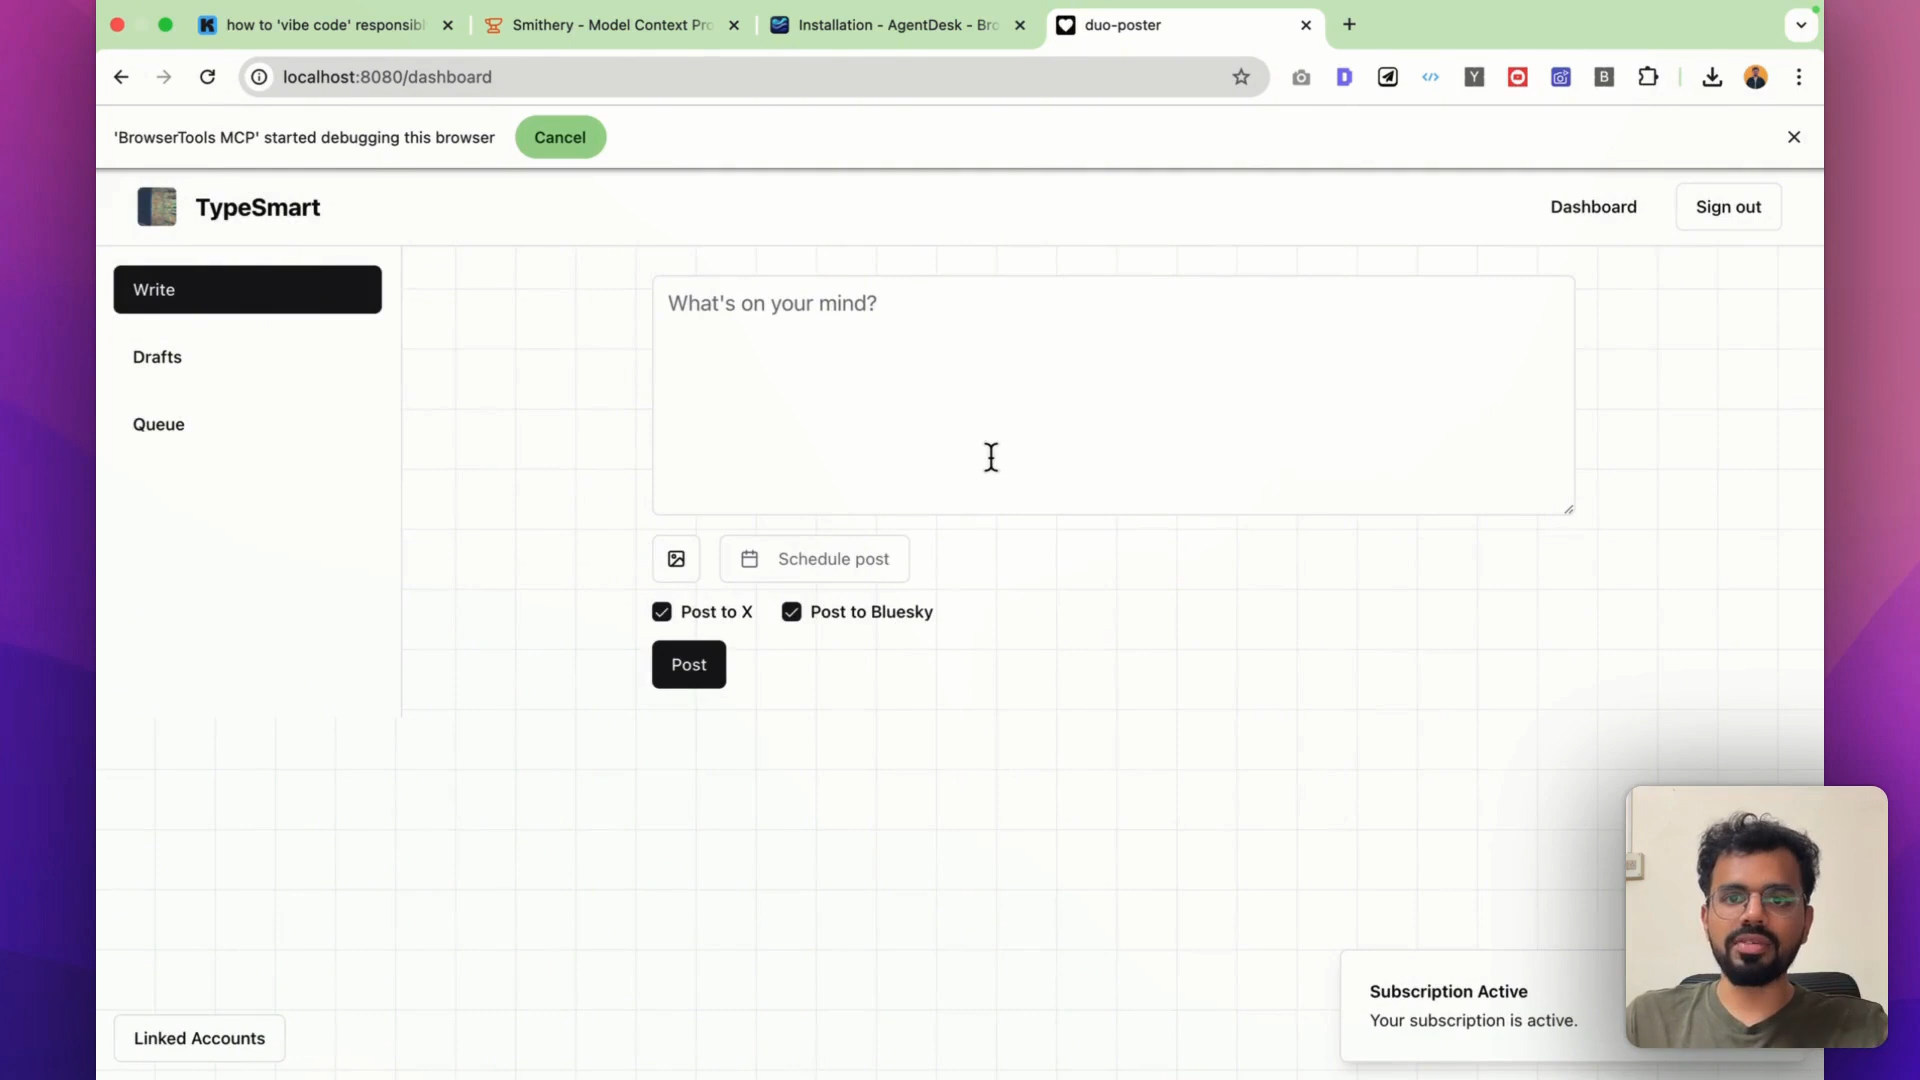 how to 'vibe code' responsibl
Smithery - Model Context Pro
Installation - AgentDesk - Bro
duo-poster
localhost:8080/dashboard
D
Y
B
'BrowserTools MCP' started debugging this browser
Cancel
TypeSmart
Dashboard
Sign out
Write
Drafts
Queue
What's on your mind?
Schedule post
Post to X
Post to Bluesky
Post
Subscription Active
Your subscription is active.
Linked Accounts